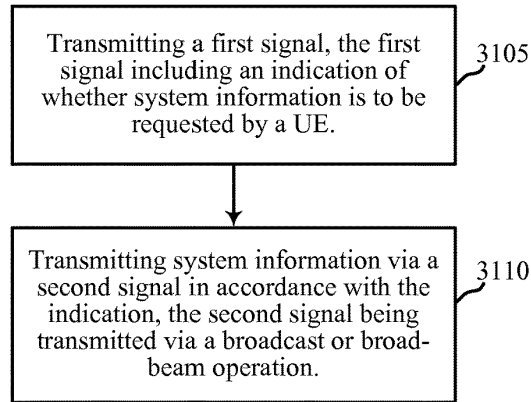 Transmitting a first signal, the first
signal including an indication of
whether system information is to be
requested by a UE.
3105
Transmitting system information via a
second signal in accordance with the
indication, the second signal being
transmitted via a broadcast or broad-
beam operation.
3110